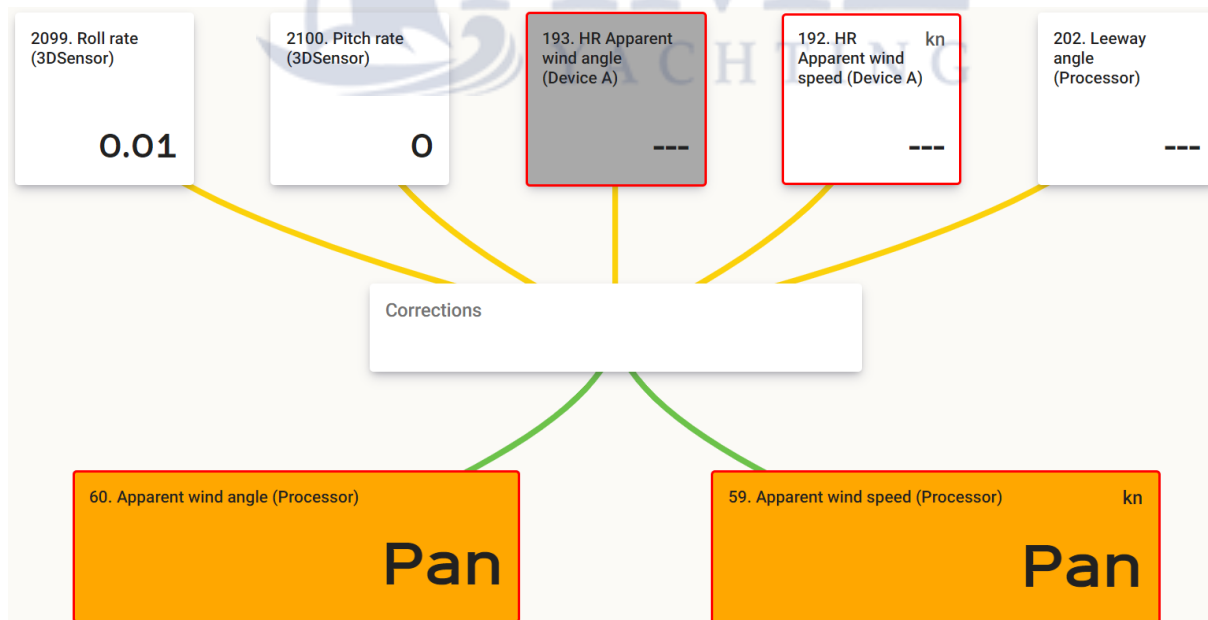 YACHTING
2099. Roll rate
(3DSensor)
0.01
2100. Pitch rate
(3DSensor)
0
193. HR Apparent
wind angle
(Device A)
---
192. HR
Apparent wind
speed (Device A)
kn
---
202. Leeway
angle
(Processor)
---
Corrections
60. Apparent wind angle (Processor)
Pan
59. Apparent wind speed (Processor)
kn
Pan